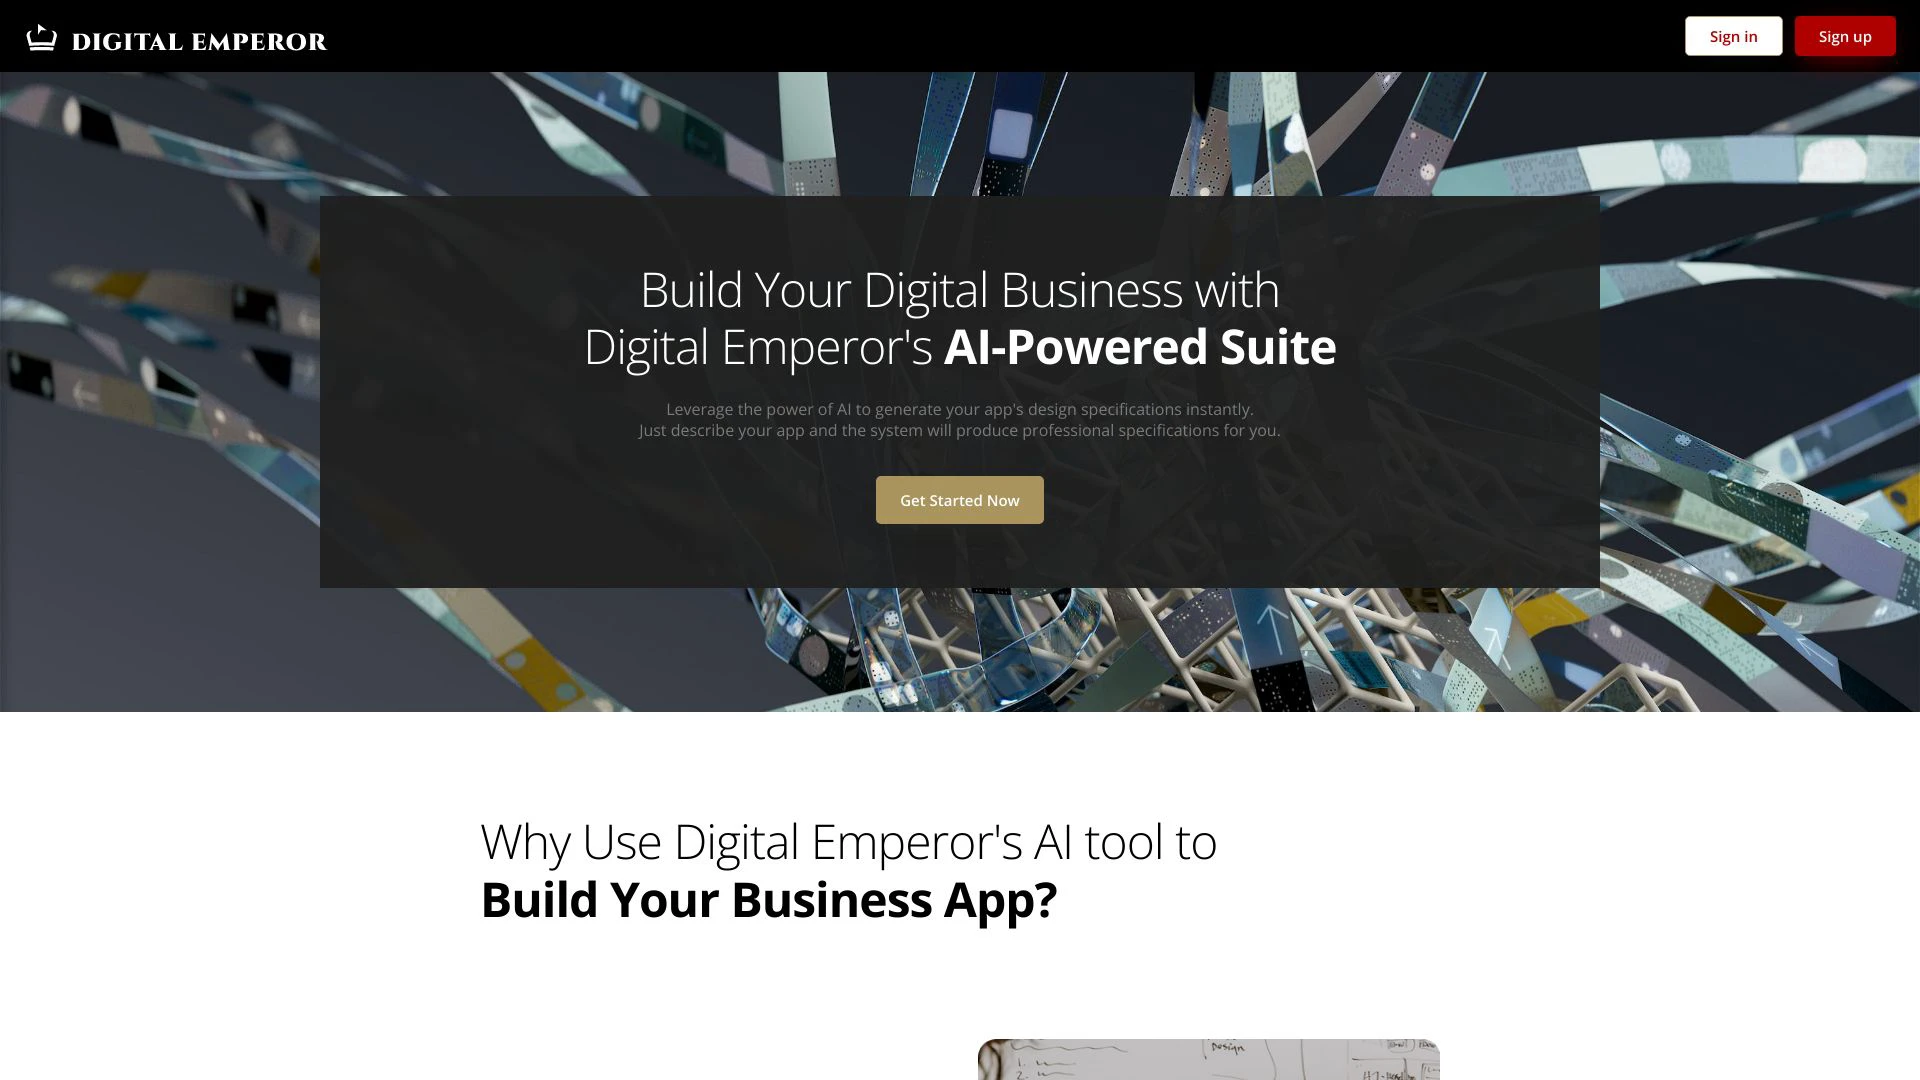 DIGITAL EMPEROR
Sign in
Sign up
Build Your Digital Business with
Digital Emperor's AI-Powered Suite
Leverage the power of AI to generate your app's design specifications instantly.
Just describe your app and the system will produce professional specifications for you.
Get Started Now
Why Use Digital Emperor's AI tool to
Build Your Business App?
Design
1.
2.